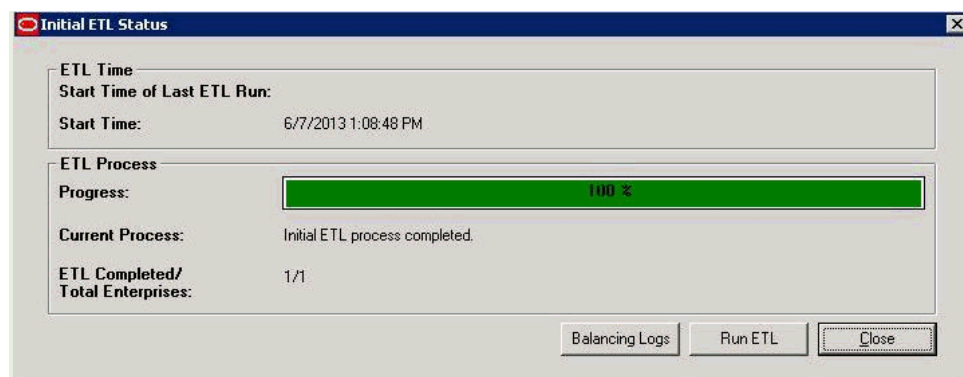 Initial ETL Status
ETL Time
Start Time of Last ETL Run:
Start Time: 6/7/2013 1:08:48 PM
ETL Process
Progress: 100 %
Current Process: Initial ETL process completed.
ETL Completed/
Total Enterprises: 1/1
Balancing Logs Run ETL Close